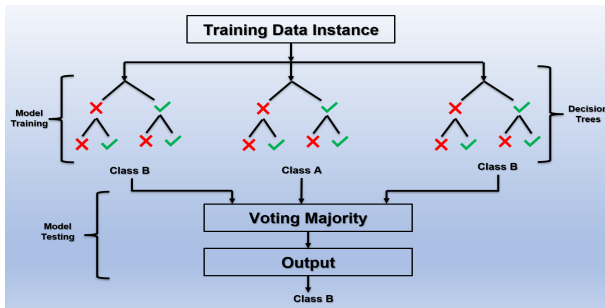 Training Data Instance
Model
Training
Decision
Trees
Class B
Class A
Class B
Model
Testing
Voting Majority
Output
Class B